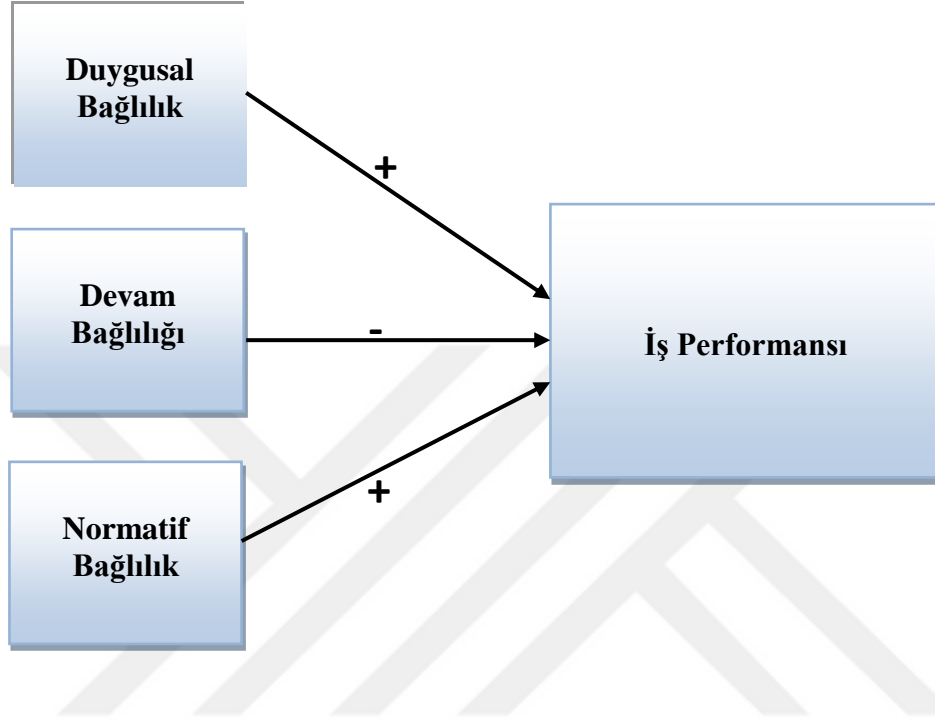 Duygusal
Bağlılık
+
Devam
Bağlılığı
-
İş Performansı
Normatif
Bağlılık
+